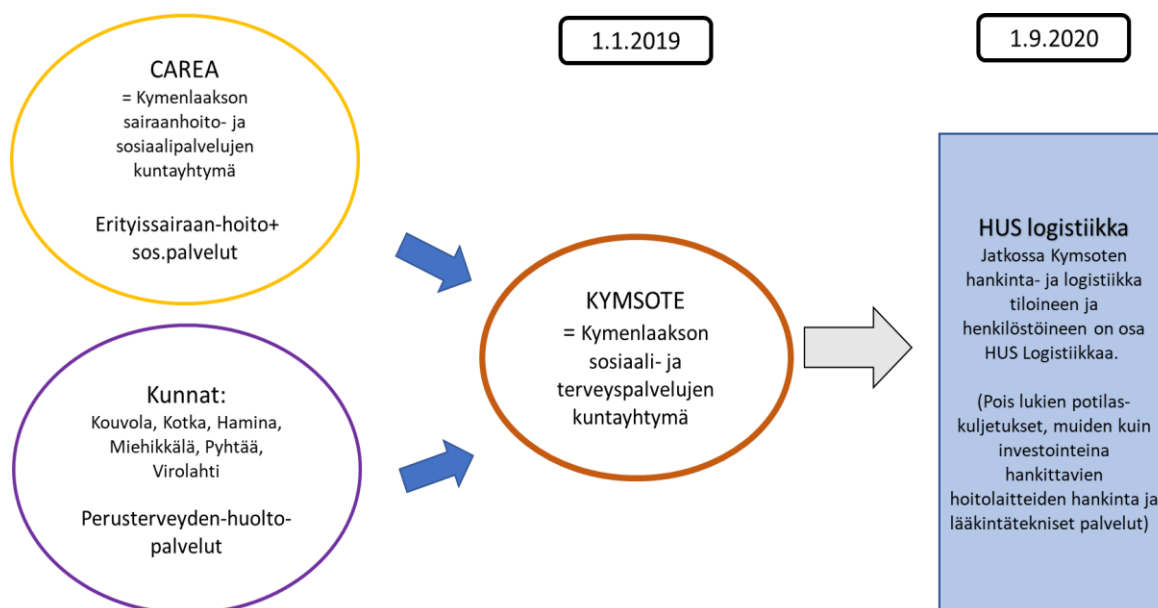 1.1.2019
1.9.2020
CAREA
= Kymenlaakson
sairaanhoito- ja
sosiaalipalvelujen
kuntayhtymä
Erityissairaan-hoito+
sos.palvelut
Kunnat:
Kouvola, Kotka, Hamina,
Miehikkälä, Pyhtää,
Virolahti
Perusterveyden-huolto-
palvelut
KYMSOTE
= Kymenlaakson
sosiaali- ja
terveyspalvelujen
kuntayhtymä
HUS logistiikka
Jatkossa Kymsoten
hankinta- ja logistiikka
tiloineen ja
henkilöstöineen on osa
HUS Logistiikkaa.
(Pois lukien potilas-
kuljetukset, muiden kuin
investointeina
hankittavien
hoitolaitteiden hankinta ja
lääkintätekniset palvelut)